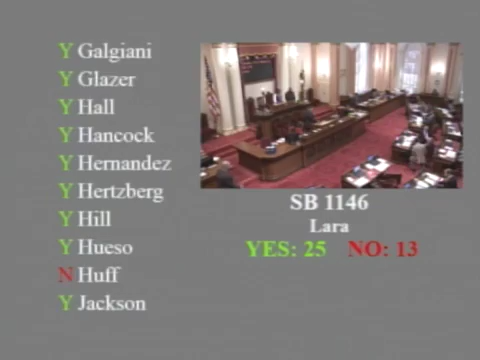 Y Galgiani
Y Glazer
Y Hall
Y Hancock
Y Hernandez
Y Hertzberg
Y Hill
Y Hueso
N Huff
Y Jackson
SB 1146
Lara
YES: 25 NO: 13